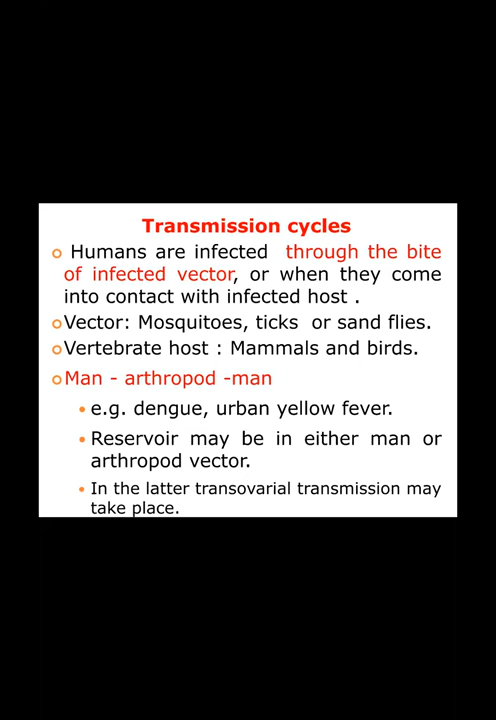 Transmission cycles
Humans are infected through the bite
of infected vector, or when they come
into contact with infected host .
Vector: Mosquitoes, ticks or sand flies.
Vertebrate host : Mammals and birds.
Man - arthropod -man
e.g. dengue, urban yellow fever.
Reservoir may be in either man or
arthropod vector.
In the latter transovarial transmission may
take place.